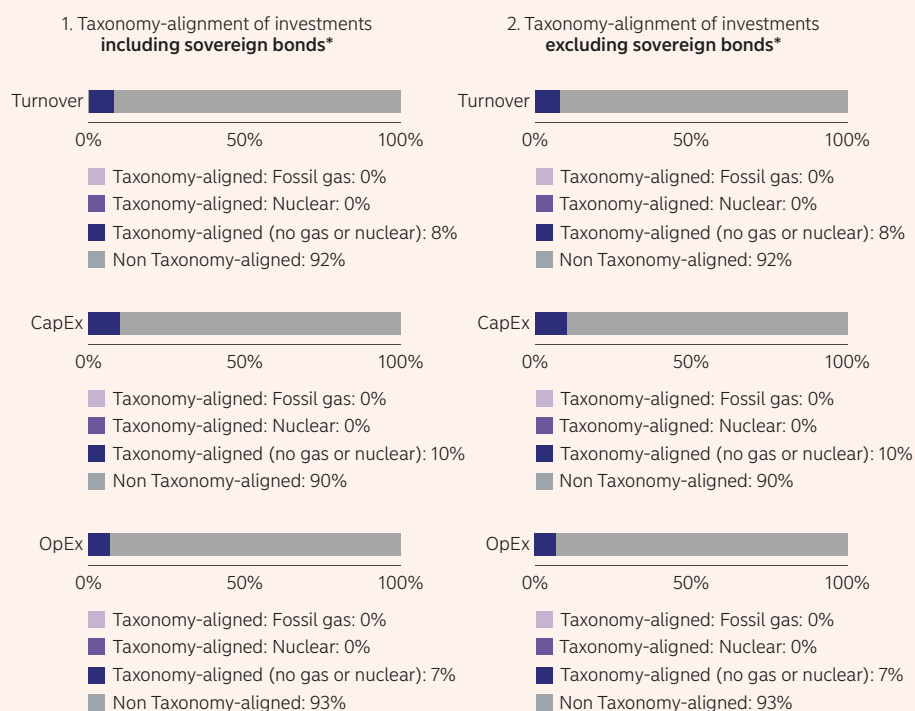 1. Taxonomy-alignment of investments
including sovereign bonds*
Turnover
0% 50% 100%
Taxonomy-aligned: Fossil gas: 0%
Taxonomy-aligned: Nuclear: 0%
Taxonomy-aligned (no gas or nuclear): 8%
Non Taxonomy-aligned: 92%
CapEx
0% 50% 100%
Taxonomy-aligned: Fossil gas: 0%
Taxonomy-aligned: Nuclear: 0%
Taxonomy-aligned (no gas or nuclear): 10%
Non Taxonomy-aligned: 90%
OpEx
0% 50% 100%
Taxonomy-aligned: Fossil gas: 0%
Taxonomy-aligned: Nuclear: 0%
Taxonomy-aligned (no gas or nuclear): 7%
Non Taxonomy-aligned: 93%
2. Taxonomy-alignment of investments
excluding sovereign bonds*
Turnover
0% 50% 100%
Taxonomy-aligned: Fossil gas: 0%
Taxonomy-aligned: Nuclear: 0%
Taxonomy-aligned (no gas or nuclear): 8%
Non Taxonomy-aligned: 92%
CapEx
0% 50% 100%
Taxonomy-aligned: Fossil gas: 0%
Taxonomy-aligned: Nuclear: 0%
Taxonomy-aligned (no gas or nuclear): 10%
Non Taxonomy-aligned: 90%
OpEx
0% 50% 100%
Taxonomy-aligned: Fossil gas: 0%
Taxonomy-aligned: Nuclear: 0%
Taxonomy-aligned (no gas or nuclear): 7%
Non Taxonomy-aligned: 93%